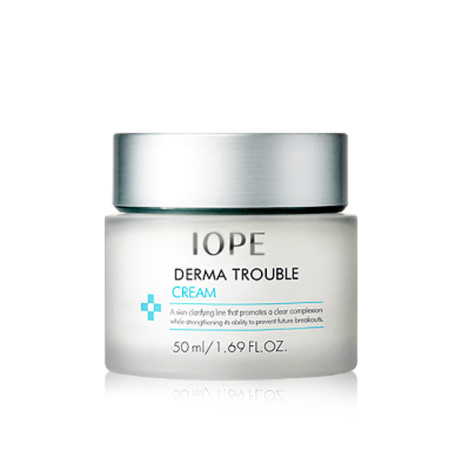 IOPE
DERMA TROUBLE
CREAM
A skin clarifying line that promotes a clear complexion
while strengthening its ability to prevent future breakouts.
50 ml/1.69 FL.OZ.